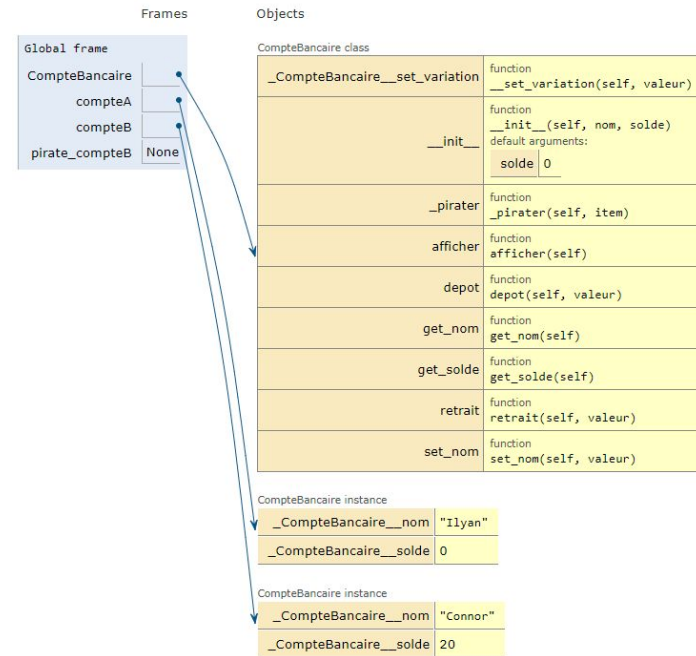 Frames Objects
Global frame
CompteBancaire
compteA
compteB
pirate_compteB None
CompteBancaire class
_CompteBancaire__set_variation function
__set_variation(self, valeur)
__init__ function
__init__(self, nom, solde)
default arguments:
solde 0
_pirater function
_pirater(self, item)
afficher function
afficher(self)
depot function
depot(self, valeur)
get_nom function
get_nom(self)
get_solde function
get_solde(self)
retrait function
retrait(self, valeur)
set_nom function
set_nom(self, valeur)
CompteBancaire instance
_CompteBancaire__nom "Ilyan"
_CompteBancaire__solde 0
CompteBancaire instance
_CompteBancaire__nom "Connor"
_CompteBancaire__solde 20